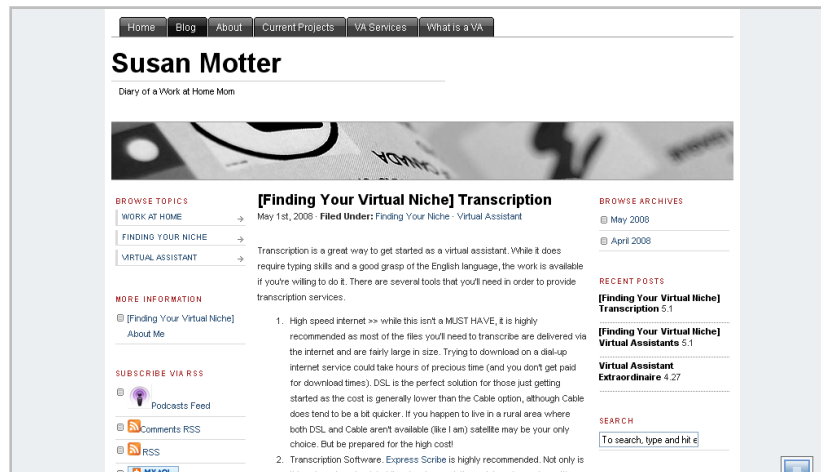 Home Blog About Current Projects VA Services What is a VA
Susan Motter
Diary of a Work at Home Mom
CANADA
BROWSE TOPICS
WORK AT HOME
FINDING YOUR NICHE
VIRTUAL ASSISTANT
MORE INFORMATION
[Finding Your Virtual Niche]
About Me
SUBSCRIBE VIA RSS
Podcasts Feed
Comments RSS
RSS
[Finding Your Virtual Niche] Transcription
May 1st, 2008 · Filed Under: Finding Your Niche · Virtual Assistant
Transcription is a great way to get started as a virtual assistant. While it does
require typing skills and a good grasp of the English language, the work is available
if you're willing to do it. There are several tools that you'll need in order to provide
transcription services.
1. High speed internet >> while this isn't a MUST HAVE, it is highly
recommended as most of the files you'll need to transcribe are delivered via
the internet and are fairly large in size. Trying to download on a dial-up
internet service could take hours of precious time (and you don't get paid
for download times). DSL is the perfect solution for those just getting
started as the cost is generally lower than the Cable option, although Cable
does tend to be a bit quicker. If you happen to live in a rural area where
both DSL and Cable aren't available (like I am) satellite may be your only
choice. But be prepared for the high cost!
2. Transcription Software. Express Scribe is highly recommended. Not only is
BROWSE ARCHIVES
May 2008
April 2008
RECENT POSTS
[Finding Your Virtual Niche]
Transcription 5.1
[Finding Your Virtual Niche]
Virtual Assistants 5.1
Virtual Assistant
Extraordinaire 4.27
SEARCH
To search, type and hit e